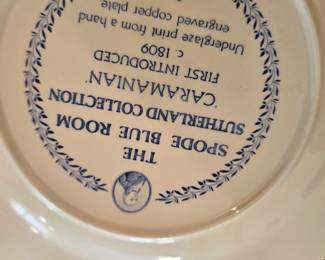 THE
SPODE BLUE ROOM
SUTHERLAND COLLECTION
'CARAMANIAN'
FIRST INTRODUCED
c. 1809
Underglaze print from a hand
engraved copper plate